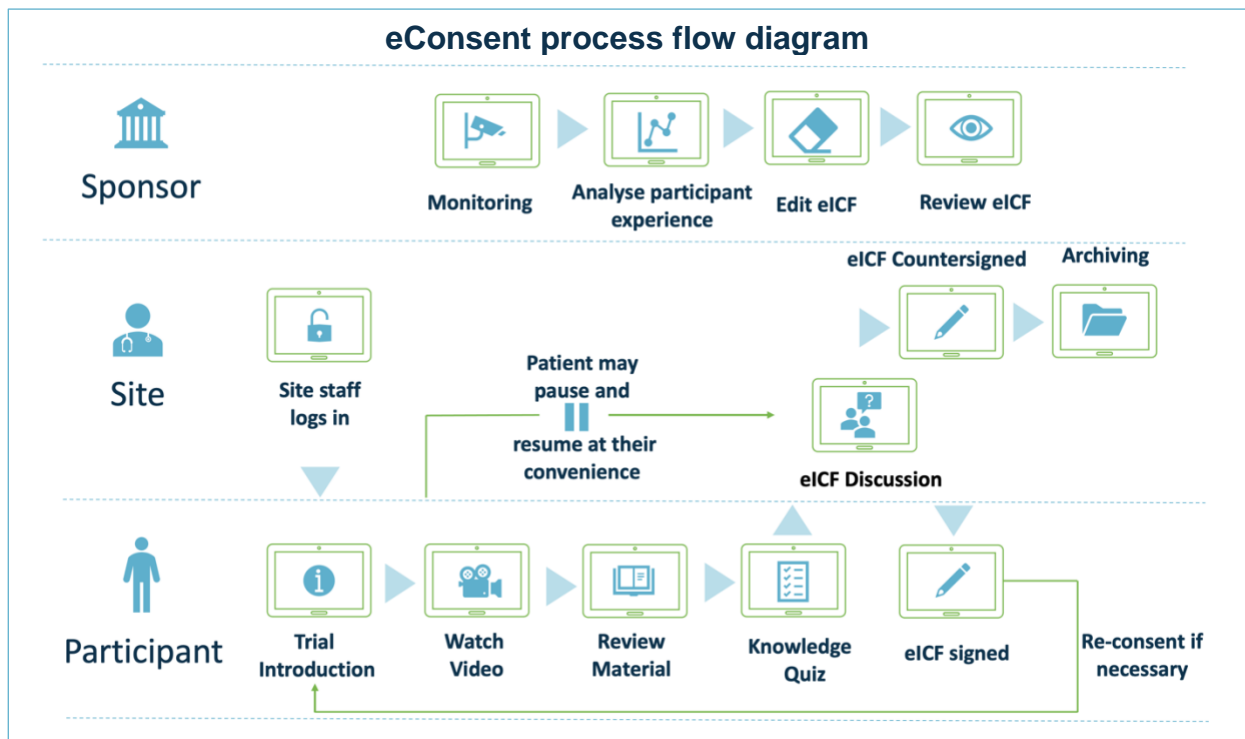 eConsent process flow diagram
Sponsor
Monitoring
Analyse participant
experience
Edit eICF
Review eICF
Site
Site staff
logs in
Patient may
pause and
resume at their
convenience
?
eICF Discussion
eICF Countersigned
Archiving
Participant
i
Trial
Introduction
Watch
Video
Review
Material
Knowledge
Quiz
eICF signed
Re-consent if
necessary